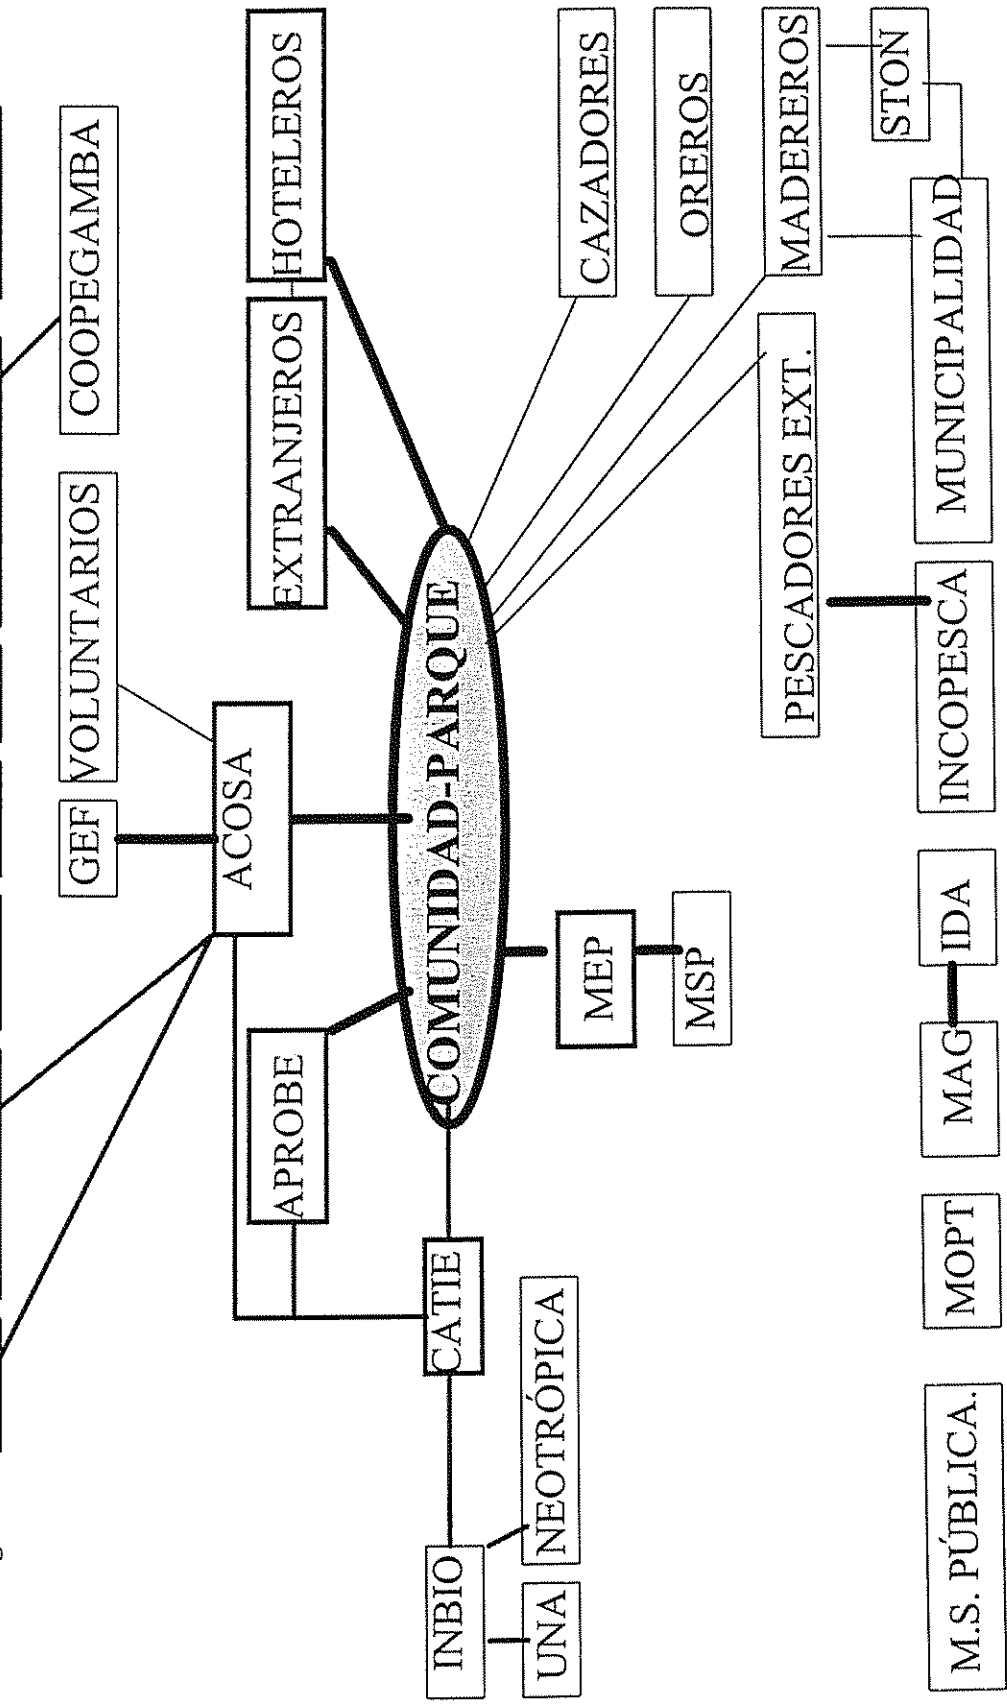 GEF
VOLUNTARIOS
COOPEGAMBA
ACOSA
APROBE
EXTRANJEROS
HOTELEROS
INBIO
CATIE
COMUNIDAD-PARQUE
UNA
NEOTRÓPICA
MEP
CAZADORES
MSP
OREROS
PESCADORES EXT.
MADEREROS
STON
M.S. PÚBLICA.
MOPT
MAG
IDA
INCOPESCA
MUNICIPALIDAD